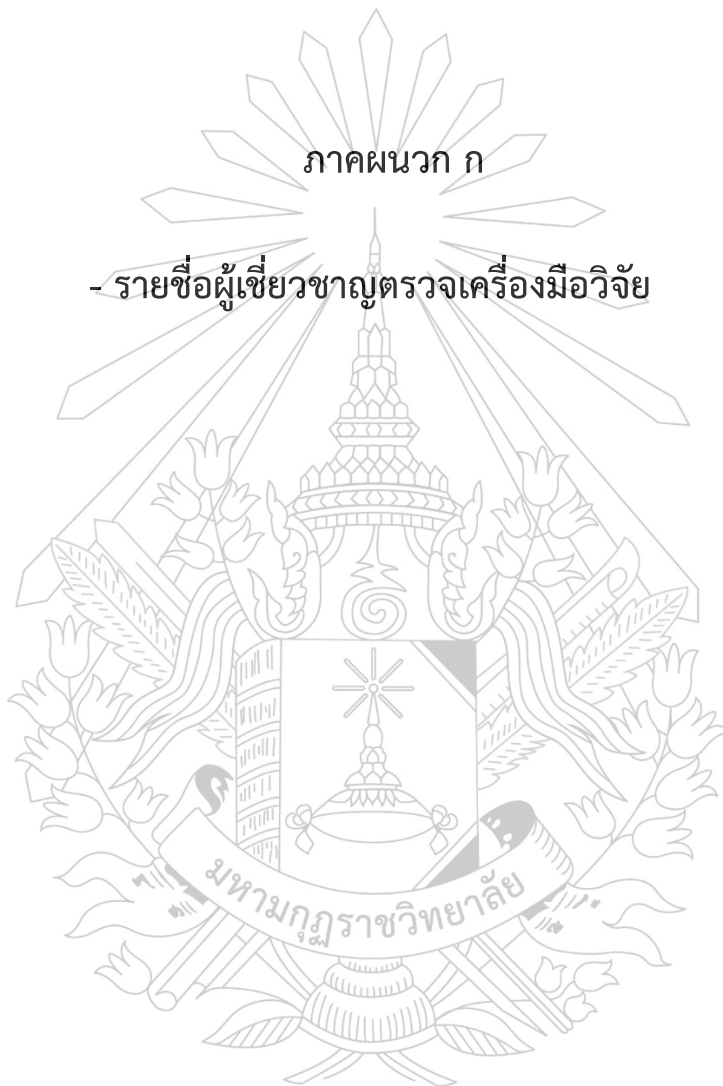 ภาคผนวก ก
- รายชื่อผู้เชี่ยวชาญตรวจเครื่องมือวิจัย
มหามกุฏราชวิทยาลัย